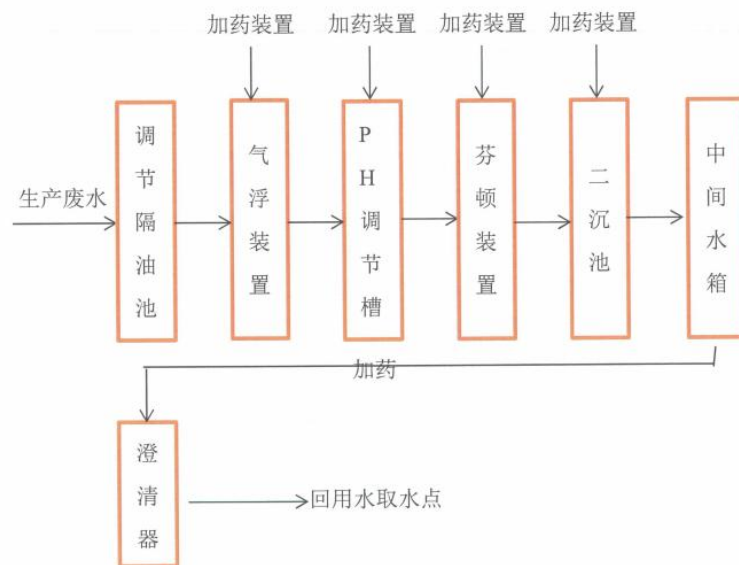 加药装置 加药装置 加药装置 加药装置
生产废水
调节隔油池
气浮装置
PH调节槽
芬顿装置
二沉池
中间水箱
加药
澄清器
回用水取水点